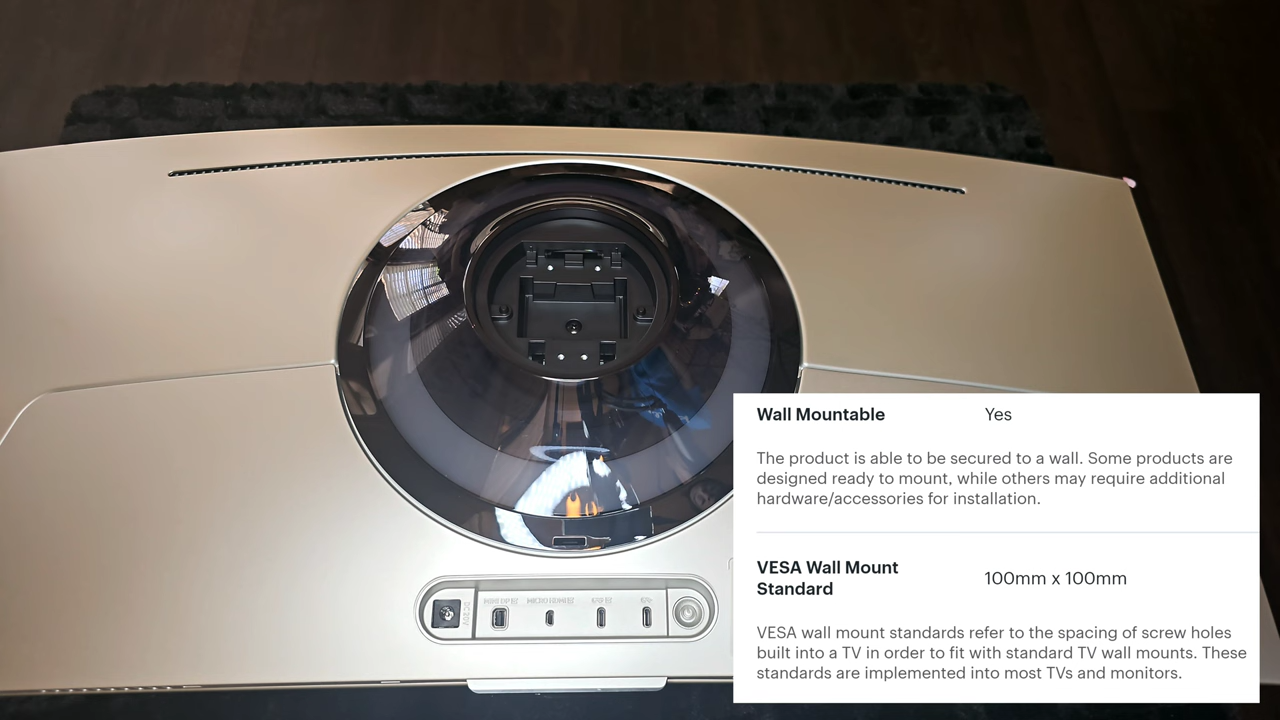 Wall Mountable Yes
The product is able to be secured to a wall. Some products are
designed ready to mount, while others may require additional
hardware/accessories for installation.
VESA Wall Mount
Standard
100mm x 100mm
VESA wall mount standards refer to the spacing of screw holes
built into a TV in order to fit with standard TV wall mounts. These
standards are implemented into most TVs and monitors.
DC 20V